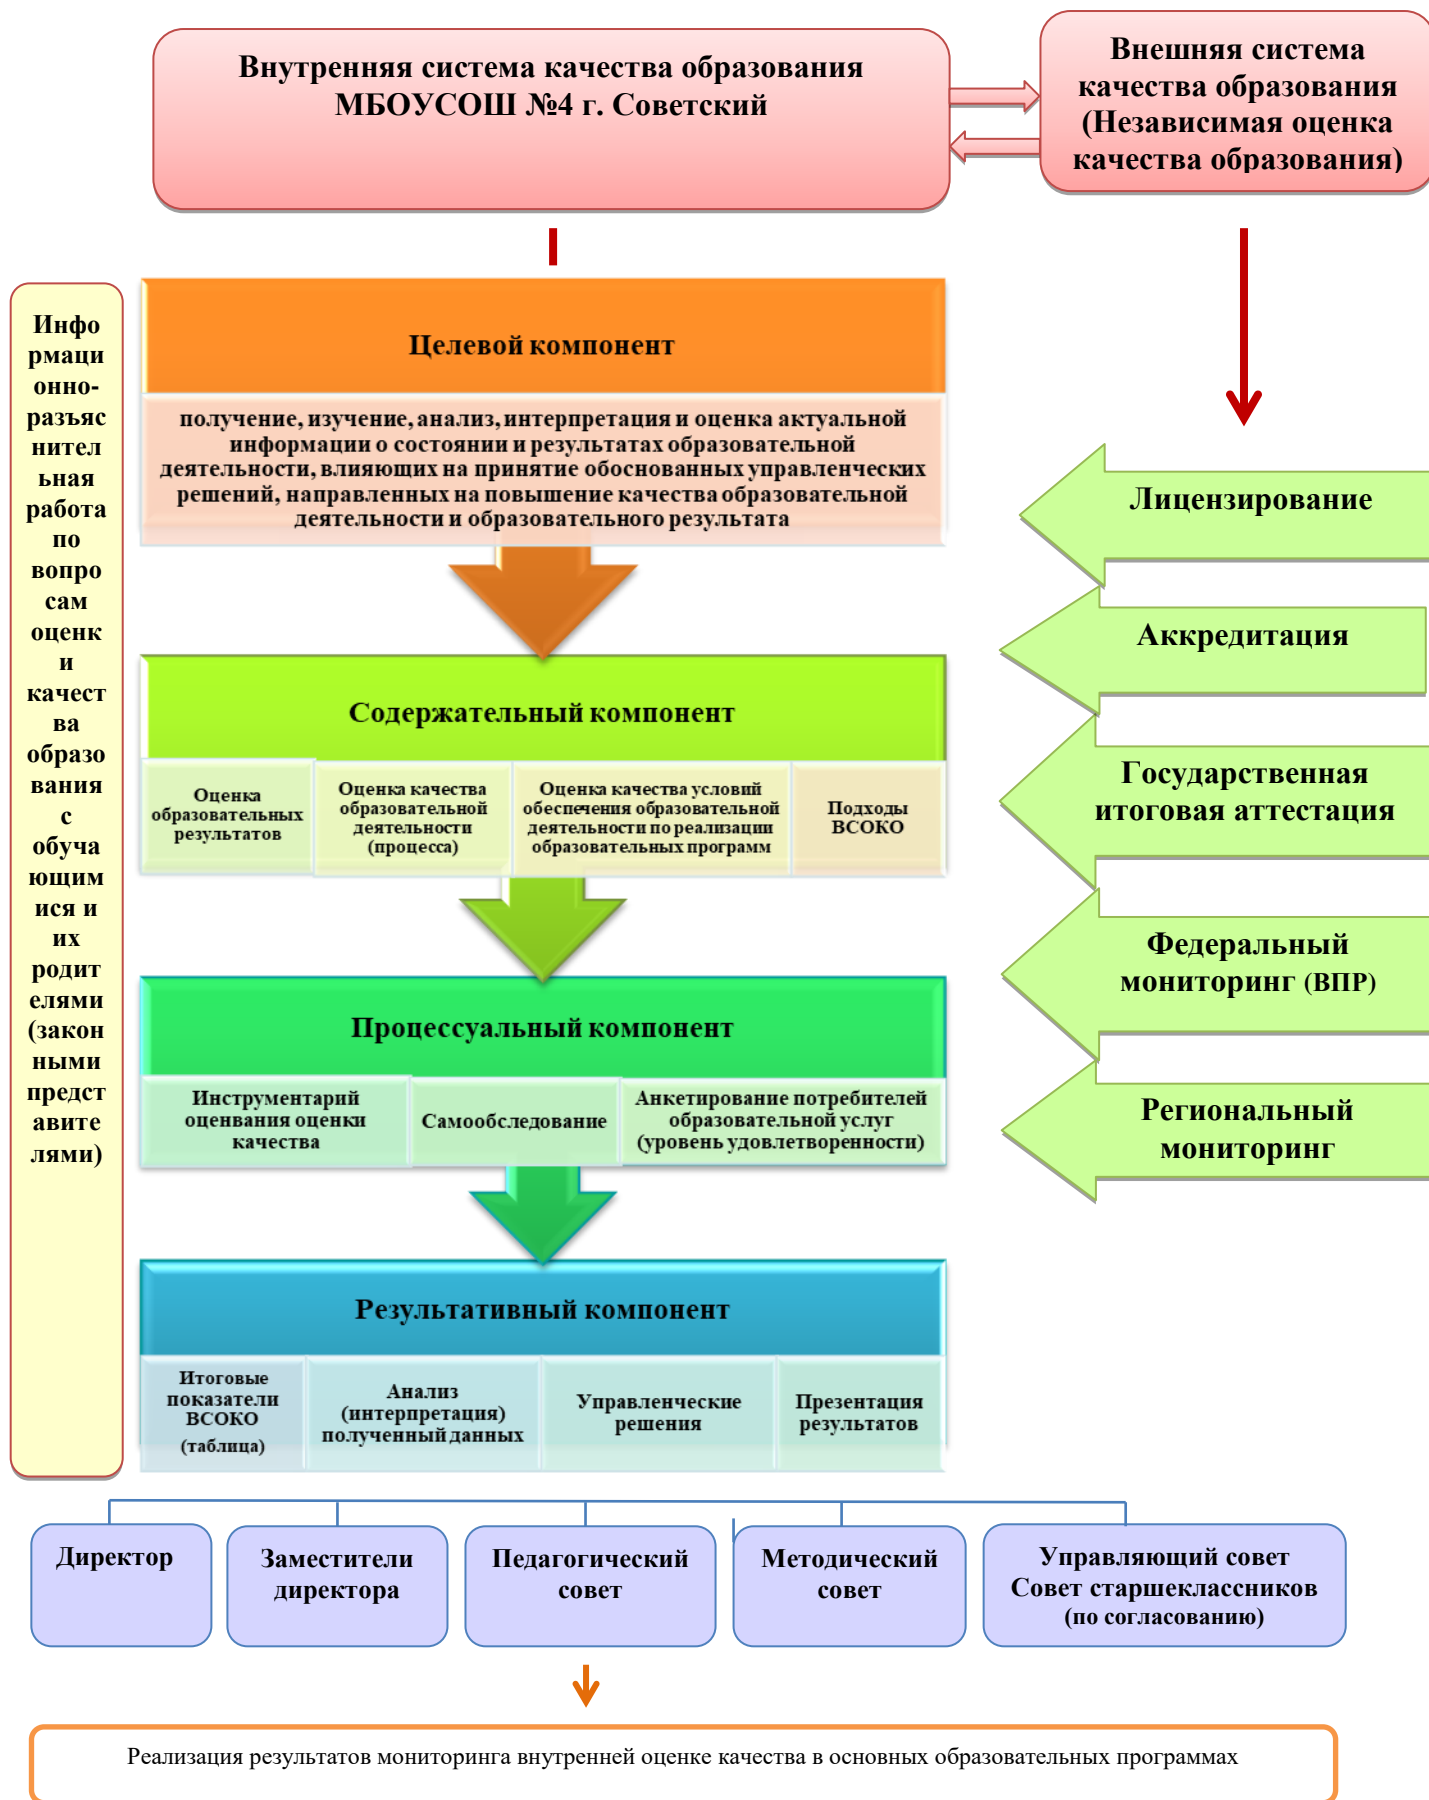 Внутренняя система качества образования
МБОУСОШ №4 г. Советский
Внешняя система
качества образования
(Независимая оценка
качества образования)
Инфо
рмаци
онно-
разъяс
нител
ьная
работа
по
вопро
сам
оценк
и
качест
ва
образо
вания
с
обуча
ющим
ися и
их
родит
елями
(закон
ными
предст
авите
лями)
Целевой компонент
получение, изучение, анализ, интерпретация и оценка актуальной
информации о состоянии и результатах образовательной
деятельности, влияющих на принятие обоснованных управленческих
решений, направленных на повышение качества образовательной
деятельности и образовательного результата
Содержательный компонент
Оценка
образовательных
результатов
Оценка качества
образовательной
деятельности
(процесса)
Оценка качества условий
обеспечения образовательной
деятельности по реализации
образовательных программ
Подходы
ВСОКО
Процессуальный компонент
Инструментарий
оценвания оценки
качества
Самообследование
Анкетирование потребителей
образовательной услуг
(уровень удовлетворенности)
Результативный компонент
Итоговые
показатели
ВСОКО
(таблица)
Анализ
(интерпретация)
полученный данных
Управленческие
решения
Презентация
результатов
Лицензирование
Аккредитация
Государственная
итоговая аттестация
Федеральный
мониторинг (ВПР)
Региональный
мониторинг
Директор
Заместители
директора
Педагогический
совет
Методический
совет
Управляющий совет
Совет старшеклассников
(по согласованию)
Реализация результатов мониторинга внутренней оценке качества в основных образовательных программах